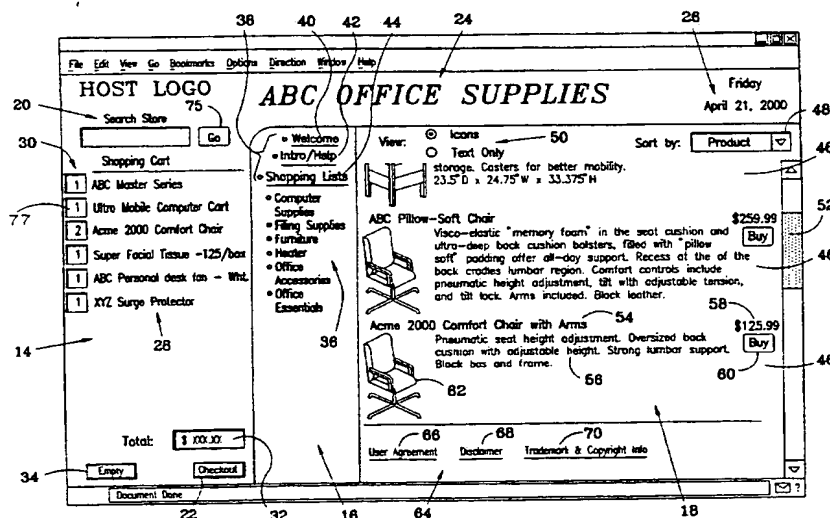 38 40 42 44 24 26
File Edit View Go Bookmarks Options Direction Window Help
HOST LOGO
ABC OFFICE SUPPLIES
Friday
April 21, 2000
20
75
48
Search Store
Go
30
Shopping Cart
1 ABC Master Series
77
1 Ultra Mobile Computer Cart
2 Acme 2000 Comfort Chair
1 Super Facial Tissue -125/box
1 ABC Personal desk fan - Wht.
1 XYZ Surge Protector
28
14
Total: $ XXX.XX
34
Empty
Checkout
Welcome
Intro/Help
Shopping Lists
Computer
Supplies
Filing Supplies
Furniture
Heater
Office
Accessories
Office
Essentials
36
View:
Icons
Text Only
50
Sort by: Product
46
storage. Casters for better mobility.
23.5"D x 24.75"W x 33.375"H
52
ABC Pillow-Soft Chair
$259.99
Visco-elastic "memory foam" in the seat cushion and
Buy
ultra-deep back cushion bolsters, filled with "pillow
soft" padding offer all-day support. Recess at the of the
46
back cradles lumbar region. Comfort controls include
pneumatic height adjustment, tilt with adjustable tension,
and tilt lock. Arms included. Black leather.
58
Acme 2000 Comfort Chair with Arms
54
$125.99
Pneumatic seat height adjustment. Oversized back
Buy
cushion with adjustable height. Strong lumbar support.
46
Black bas and frame.
56
60
62
66 68 70
User Agreement Disclaimer Trademark & Copyright Info
Document Done
?
22 32 16 64 18